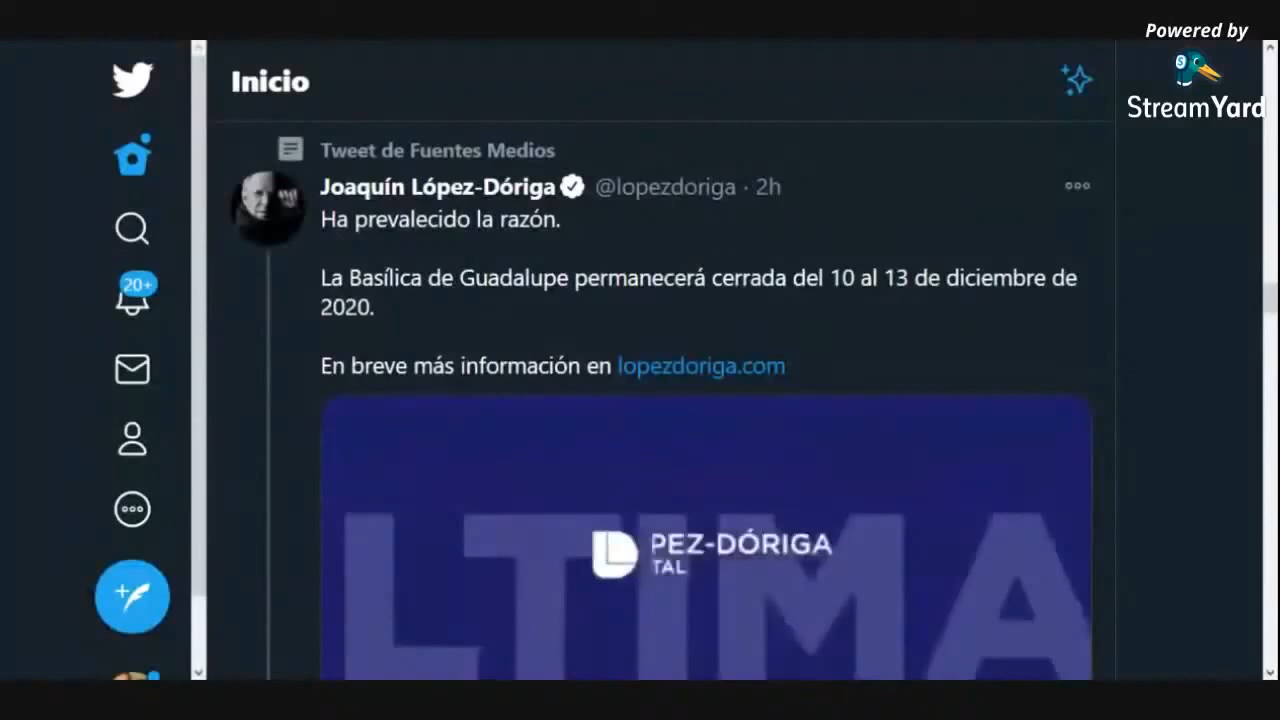 Powered by
StreamYard
Inicio
Tweet de Fuentes Medios
Joaquín López-Dóriga @lopezdoriga · 2h
Ha prevalecido la razón.
La Basílica de Guadalupe permanecerá cerrada del 10 al 13 de diciembre de
2020.
En breve más información en lopezdoriga.com
20+
LTIMA
PEZ-DÓRIGA
TAL